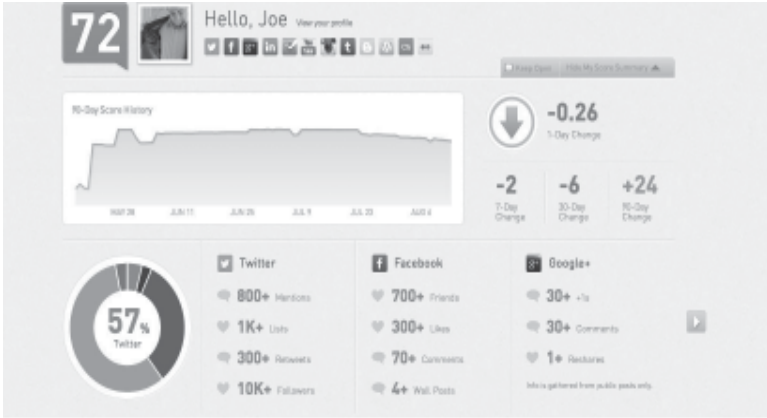 72
Hello, Joe View your profile
Keep Open Hide My Score Summary
90-Day Score History
MAY 28 JUN 11 JUN 25 JUL 9 JUL 23 AUG 6
-0.26
1-Day Change
-2
7-Day
Change
-6
30-Day
Change
+24
90-Day
Change
57%
Twitter
Twitter
800+ Mentions
1K+ Lists
300+ Retweets
10K+ Followers
Facebook
700+ Friends
300+ Likes
70+ Comments
4+ Wall Posts
Google+
30+ +1s
30+ Comments
1+ Reshares
Info is gathered from public posts only.